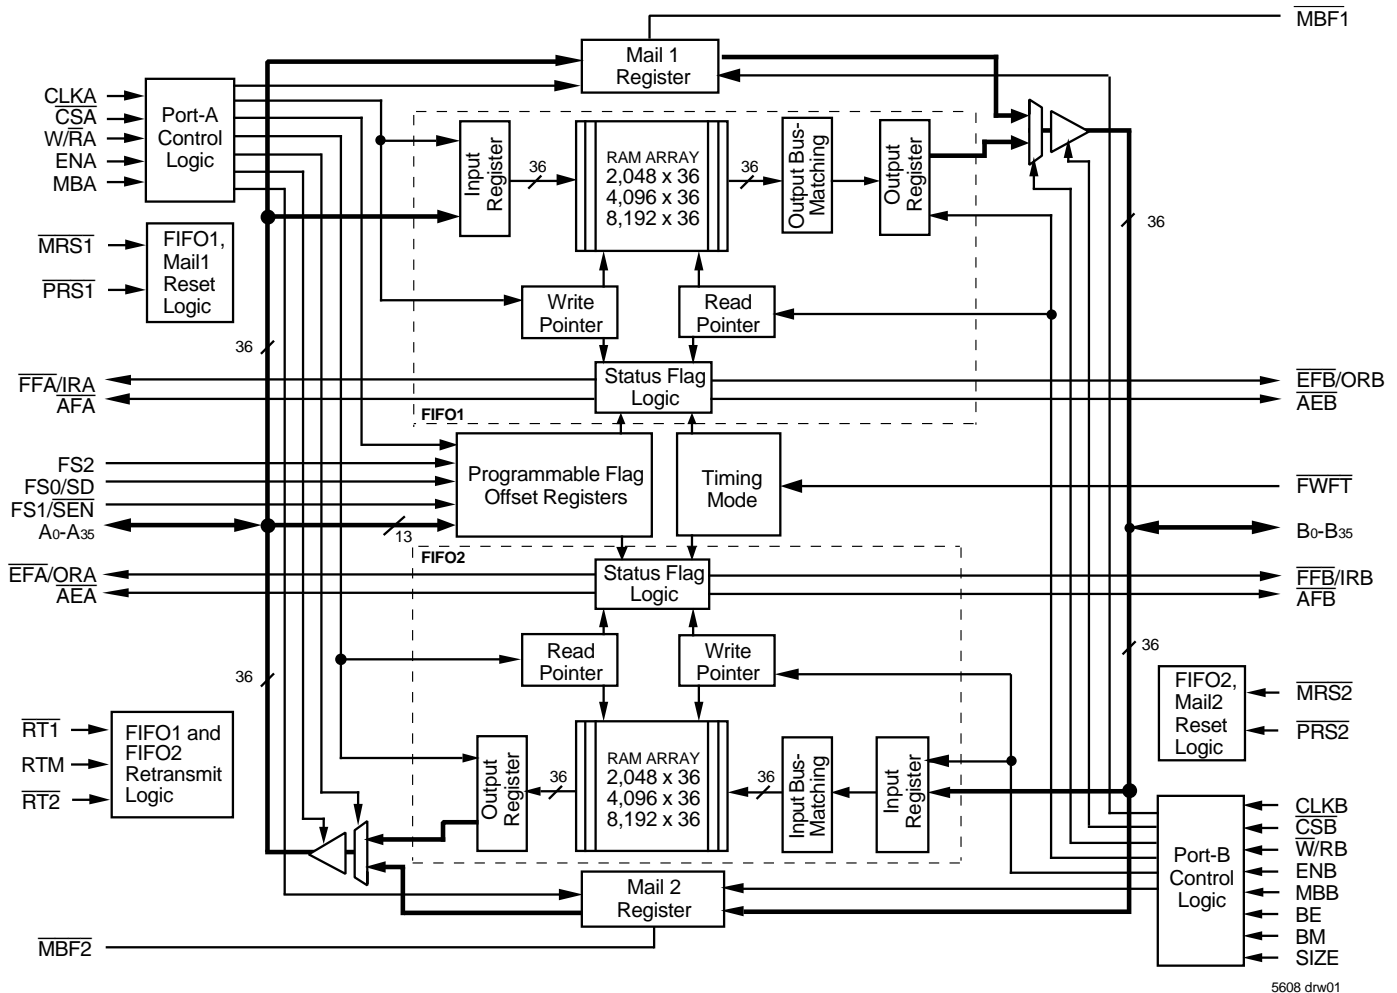 MBF1
Mail 1
Register
CLKA
CSA
W/RA
ENA
MBA
Port-A
Control
Logic
Input
Register
36
RAM ARRAY
2,048 x 36
4,096 x 36
8,192 x 36
36
Output Bus-
Matching
Output
Register
36
MRS1
PRS1
FIFO1,
Mail1
Reset
Logic
Write
Pointer
Read
Pointer
36
FFA/IRA
AFA
Status Flag
Logic
EFB/ORB
AEB
FIFO1
FS2
FS0/SD
FS1/SEN
A0-A35
Programmable Flag
Offset Registers
13
Timing
Mode
FWFT
B0-B35
FIFO2
EFA/ORA
AEA
Status Flag
Logic
FFB/IRB
AFB
Read
Pointer
Write
Pointer
36
36
FIFO2,
Mail2
Reset
Logic
MRS2
PRS2
RT1
RTM
RT2
FIFO1 and
FIFO2
Retransmit
Logic
Output
Register
36
RAM ARRAY
2,048 x 36
4,096 x 36
8,192 x 36
36
Input Bus-
Matching
Input
Register
Port-B
Control
Logic
CLKB
CSB
W/RB
ENB
MBB
BE
BM
SIZE
Mail 2
Register
MBF2
5608 drw01